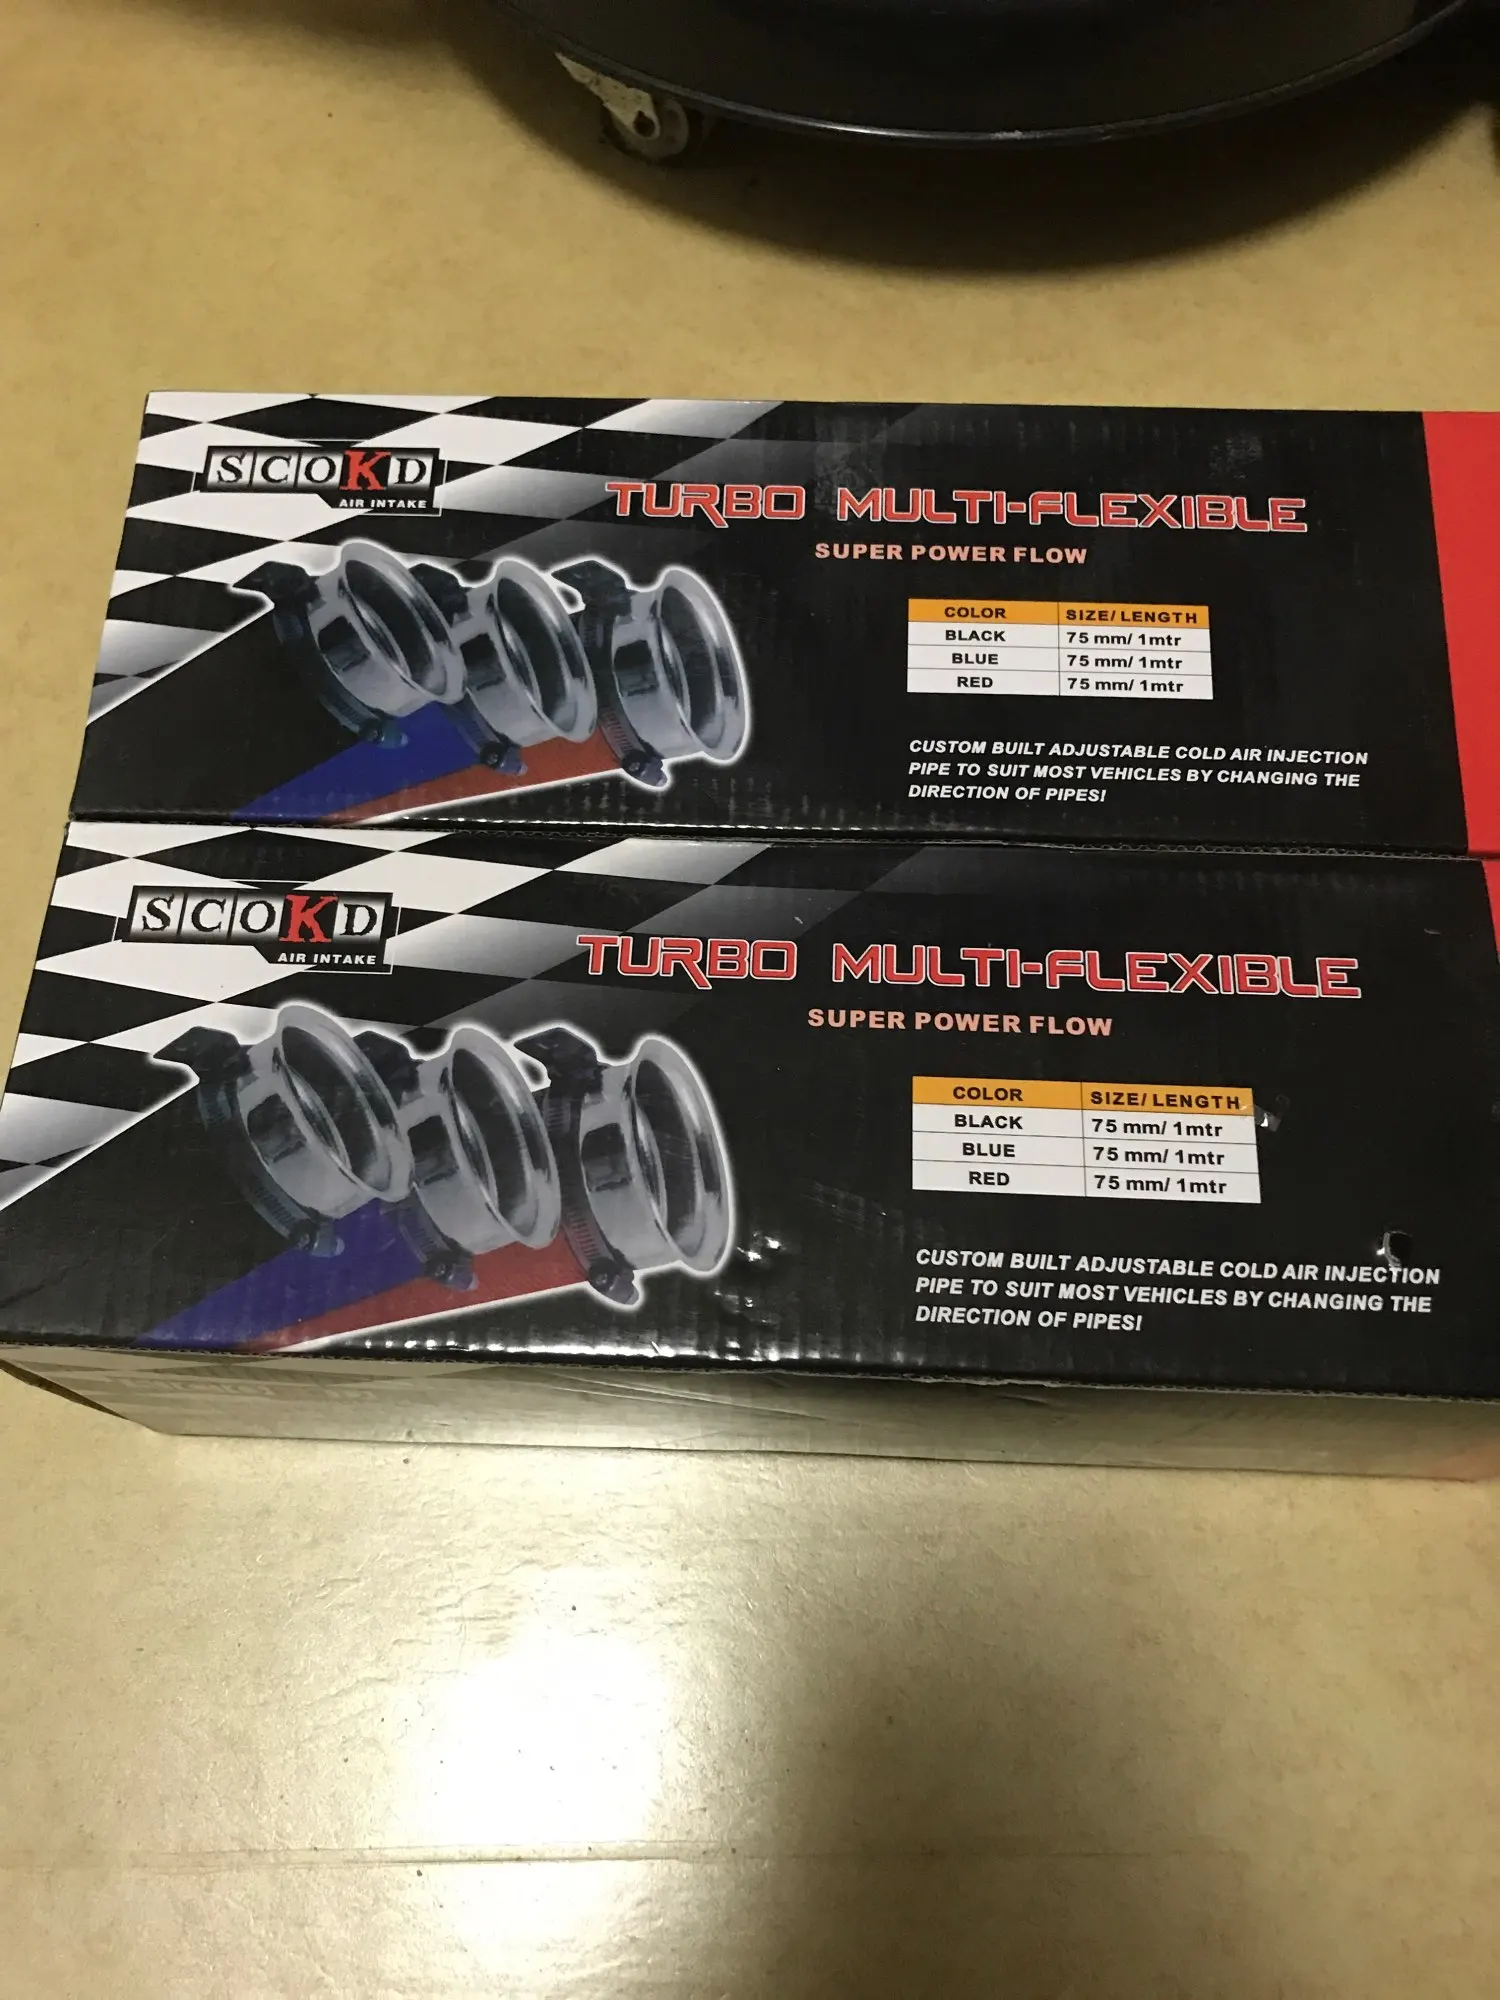 SCOKD
AIR INTAKE
TURBO MULTI-FLEXIBLE
SUPER POWER FLOW
COLOR SIZE/ LENGTH
BLACK 75 mm/ 1mtr
BLUE 75 mm/ 1mtr
RED 75 mm/ 1mtr
CUSTOM BUILT ADJUSTABLE COLD AIR INJECTION
PIPE TO SUIT MOST VEHICLES BY CHANGING THE
DIRECTION OF PIPES!
SCOKD
AIR INTAKE
TURBO MULTI-FLEXIBLE
SUPER POWER FLOW
COLOR SIZE/ LENGTH
BLACK 75 mm/ 1mtr
BLUE 75 mm/ 1mtr
RED 75 mm/ 1mtr
CUSTOM BUILT ADJUSTABLE COLD AIR INJECTION
PIPE TO SUIT MOST VEHICLES BY CHANGING THE
DIRECTION OF PIPES!